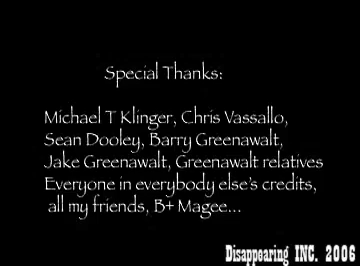 Special Thanks:
Michael T Klinger, Chris Vassallo,
Sean Dooley, Barry Greenawalt,
Jake Greenawalt, Greenawalt relatives
Everyone in everybody else's credits,
all my friends, B+ Magee...
Disappearing INC. 2006